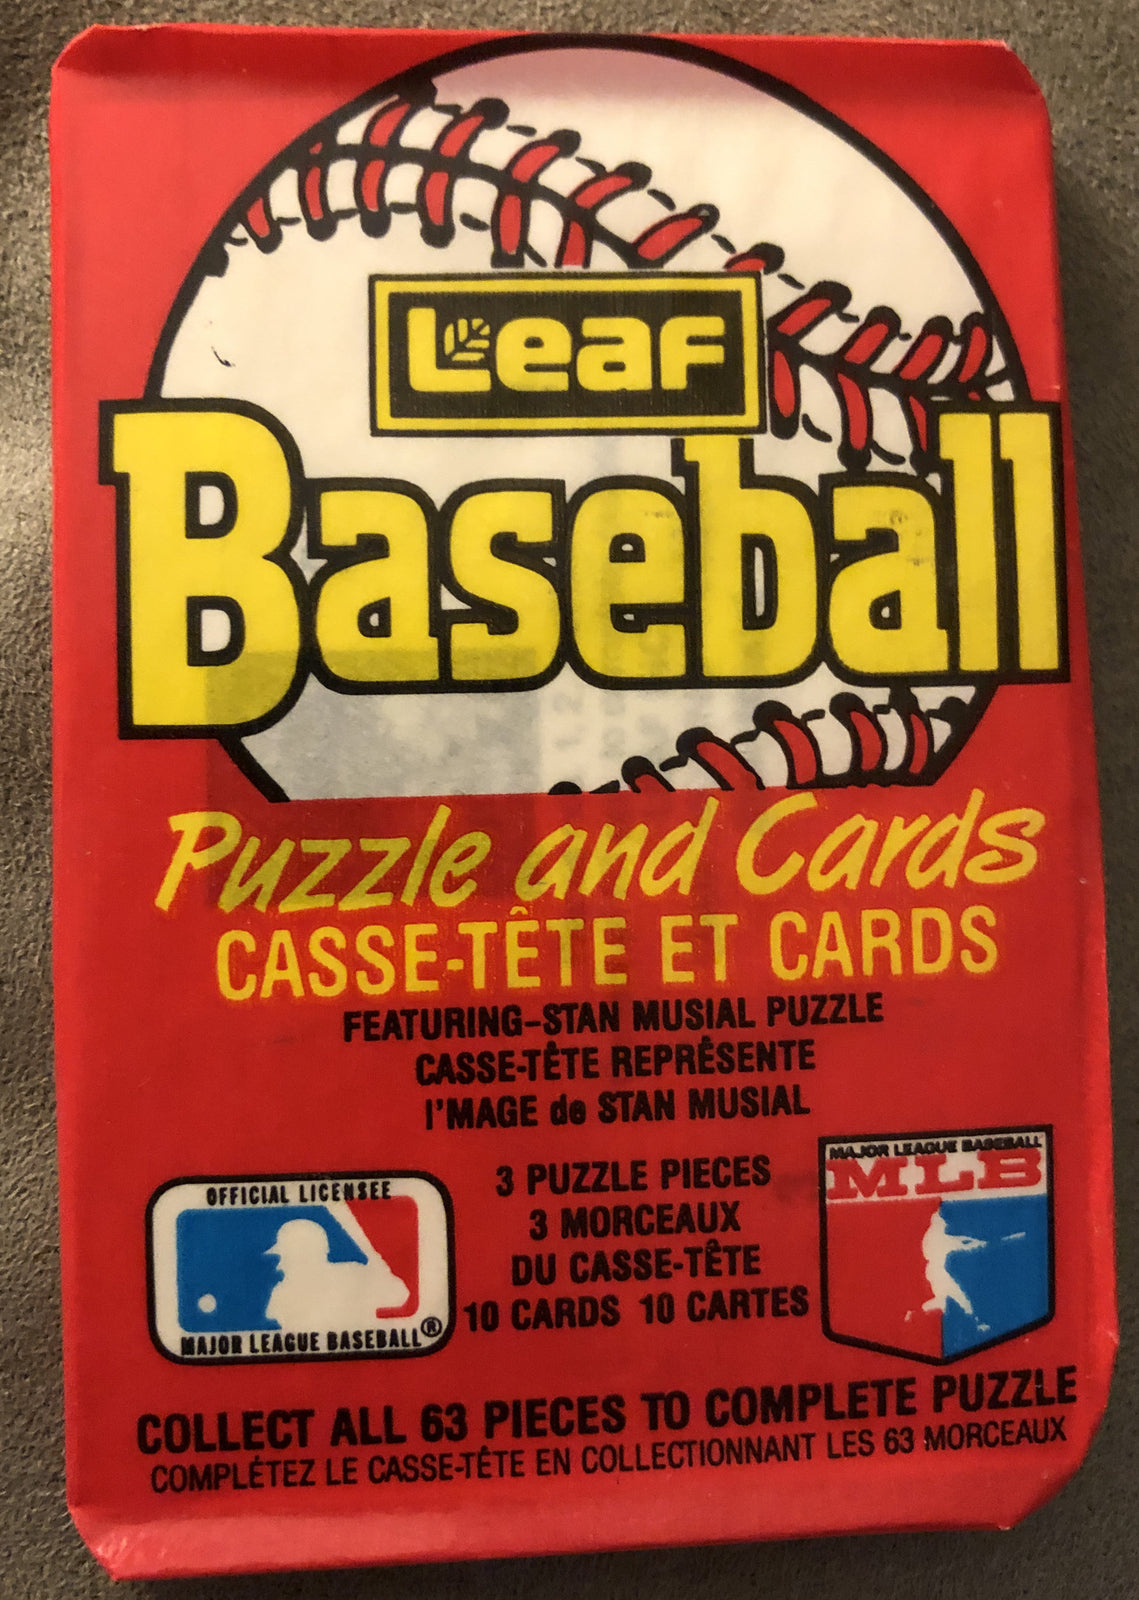 Leaf
Baseball
Puzzle and Cards
CASSE-TÊTE ET CARDS
FEATURING-STAN MUSIAL PUZZLE
CASSE-TÊTE REPRÉSENTE
I'MAGE de STAN MUSIAL
3 PUZZLE PIECES
3 MORCEAUX
DU CASSE-TÊTE
10 CARDS 10 CARTES
OFFICIAL LICENSEE
MAJOR LEAGUE BASEBALL®
MAJOR LEAGUE BASEBALL
MLB
COLLECT ALL 63 PIECES TO COMPLETE PUZZLE
COMPLÉTEZ LE CASSE-TÊTE EN COLLECTIONNANT LES 63 MORCEAUX